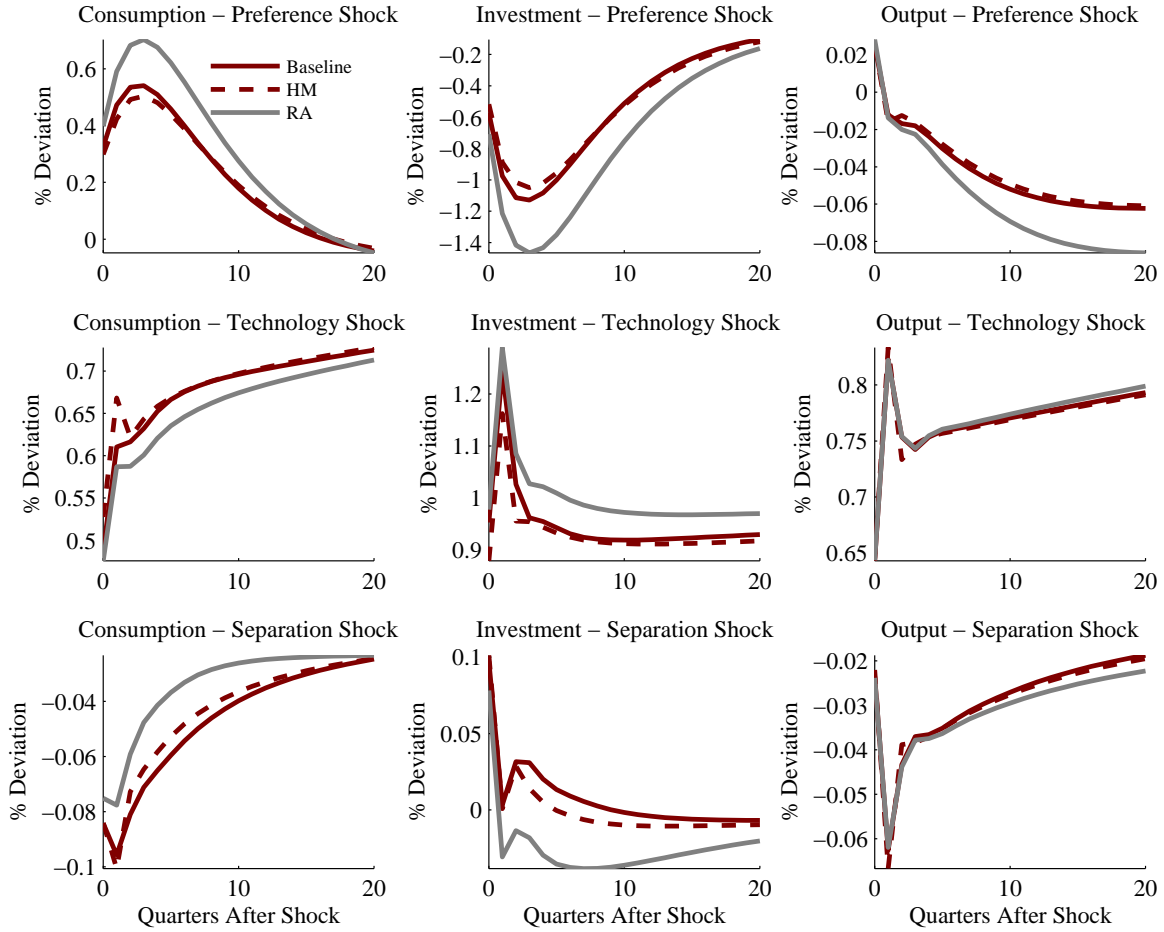 Consumption – Preference Shock
% Deviation
0.6
0.4
0.2
0
0
10
20
Baseline
HM
RA
Investment – Preference Shock
% Deviation
−0.2
−0.4
−0.6
−0.8
−1
−1.2
−1.4
0
10
20
Output – Preference Shock
% Deviation
0.02
0
−0.02
−0.04
−0.06
−0.08
0
10
20
Consumption – Technology Shock
% Deviation
0.7
0.65
0.6
0.55
0.5
0
10
20
Investment – Technology Shock
% Deviation
1.2
1.1
1
0.9
0
10
20
Output – Technology Shock
% Deviation
0.8
0.75
0.7
0.65
0
10
20
Consumption – Separation Shock
% Deviation
−0.04
−0.06
−0.08
−0.1
0
10
20
Quarters After Shock
Investment – Separation Shock
% Deviation
0.1
0.05
0
0
10
20
Quarters After Shock
Output – Separation Shock
% Deviation
−0.02
−0.03
−0.04
−0.05
−0.06
0
10
20
Quarters After Shock